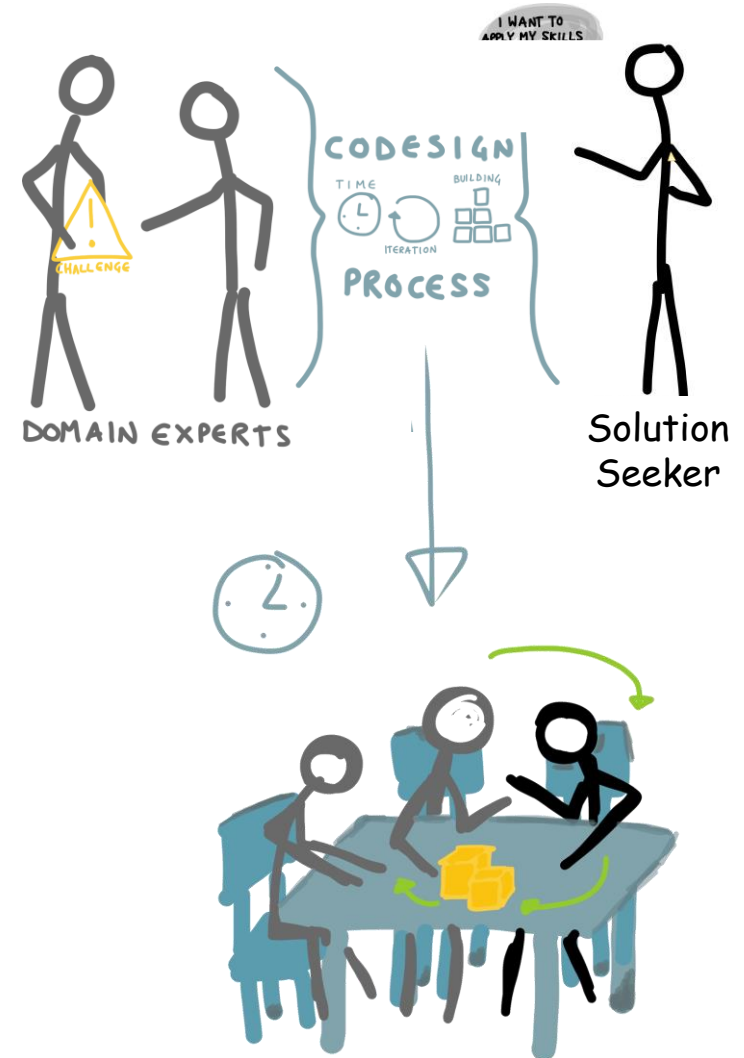 I WANT TO
APPLY MY SKILLS
CODESIGN
TIME
BUILDING
ITERATION
PROCESS
CHALLENGE
DOMAIN EXPERTS
Solution
Seeker